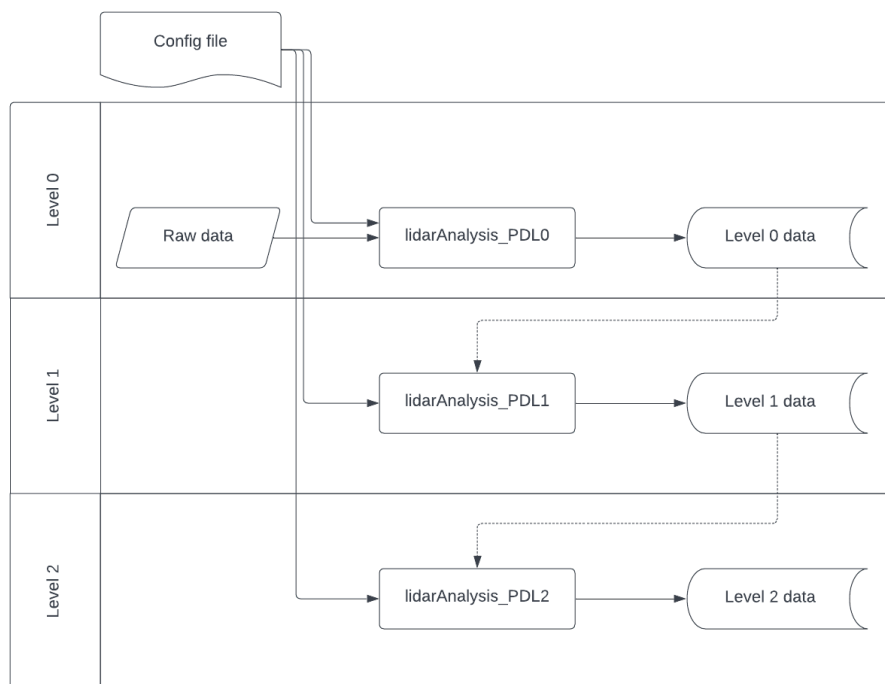 Config file
Level 0
Raw data
lidarAnalysis_PDL0
Level 0 data
Level 1
lidarAnalysis_PDL1
Level 1 data
Level 2
lidarAnalysis_PDL2
Level 2 data